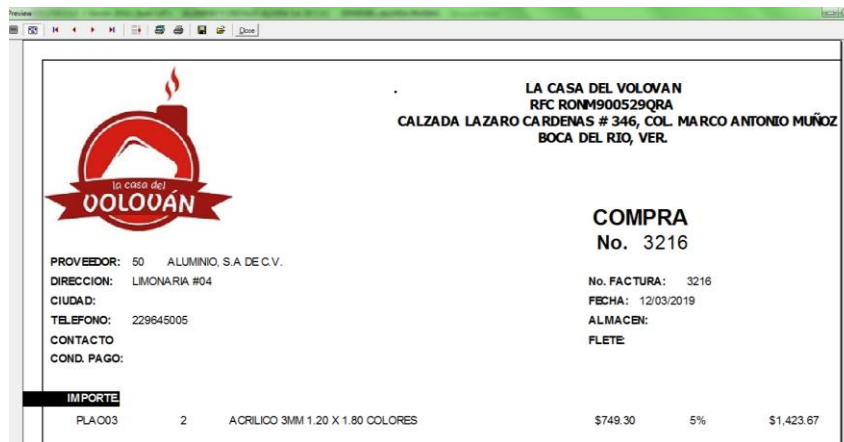 Preview
Close
la casa del
VOLOVÁN
.
LA CASA DEL VOLOVAN
RFC RONM900529QRA
CALZADA LAZARO CARDENAS # 346, COL. MARCO ANTONIO MUÑOZ
BOCA DEL RIO, VER.
COMPRA
No. 3216
PROVEEDOR: 50 ALUMINIO, S.A DE C.V.
DIRECCION: LIMONARIA #04
CIUDAD:
TELEFONO: 229645005
CONTACTO
COND. PAGO:
No. FACTURA: 3216
FECHA: 12/03/2019
ALMACEN:
FLETE:
IMPORTE
PLAO03 2 ACRILICO 3MM 1.20 X 1.80 COLORES $749.30 5% $1,423.67